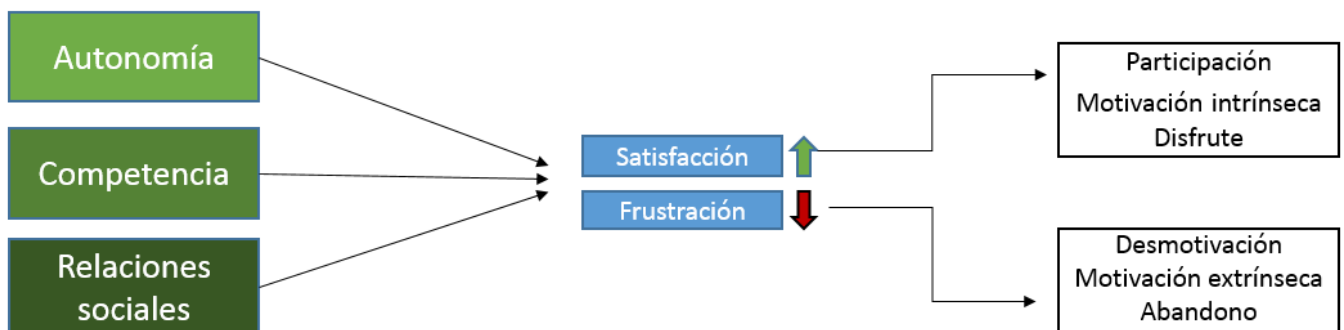 Autonomía
Competencia
Relaciones
sociales
Satisfacción
Frustración
Participación
Motivación intrínseca
Disfrute
Desmotivación
Motivación extrínseca
Abandono